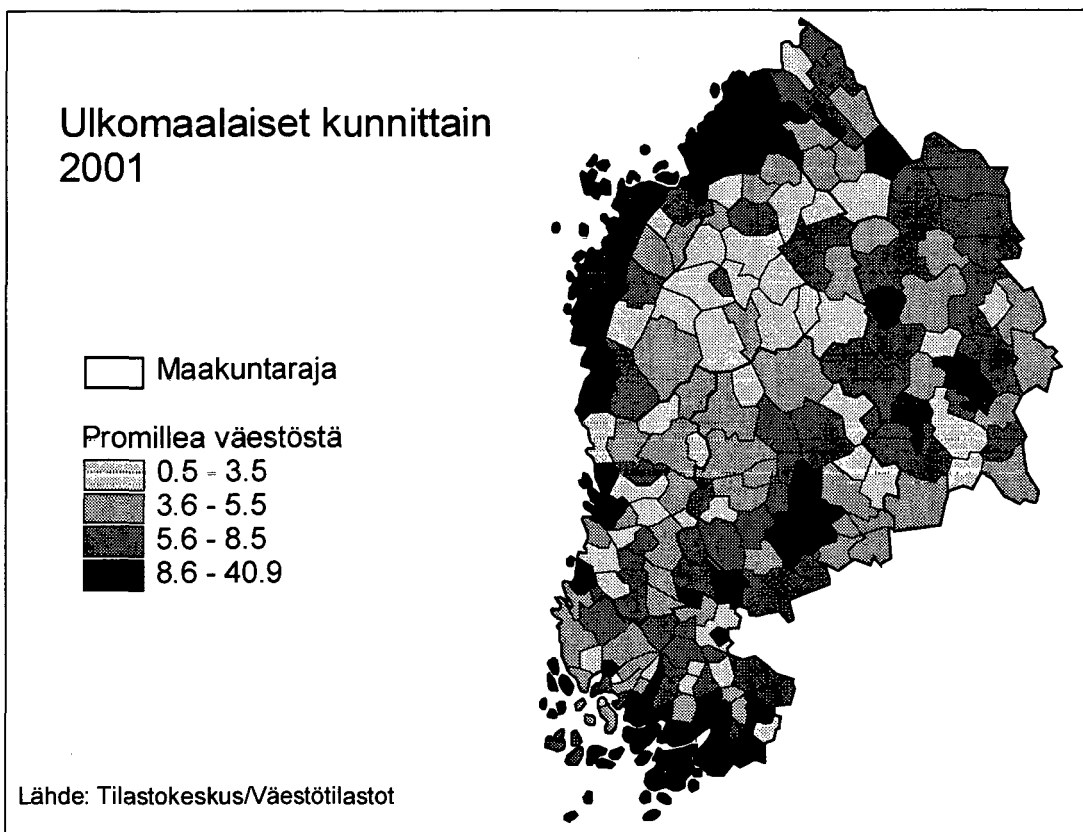 Ulkomaalaiset kunnittain
2001
Maakuntaraja
Promillea väestöstä
0.5 - 3.5
3.6 - 5.5
5.6 - 8.5
8.6 - 40.9
Lähde: Tilastokeskus/Väestötilastot